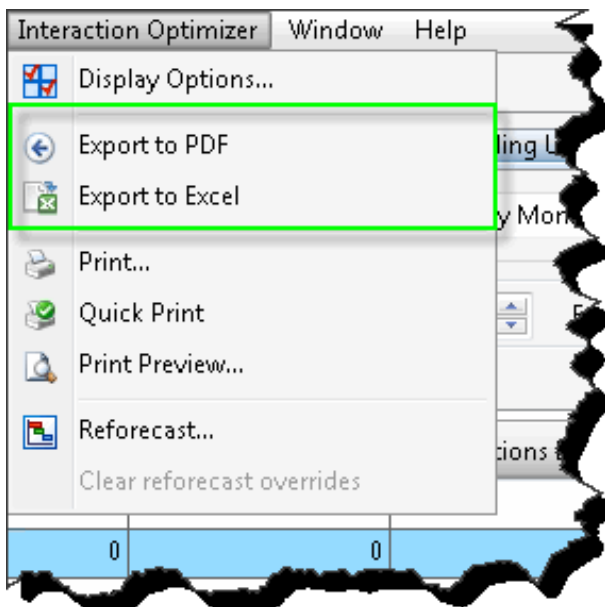 Interaction Optimizer Window Help
Display Options...
Export to PDF
Export to Excel
Print...
Quick Print
Print Preview...
Reforecast...
Clear reforecast overrides
0 0